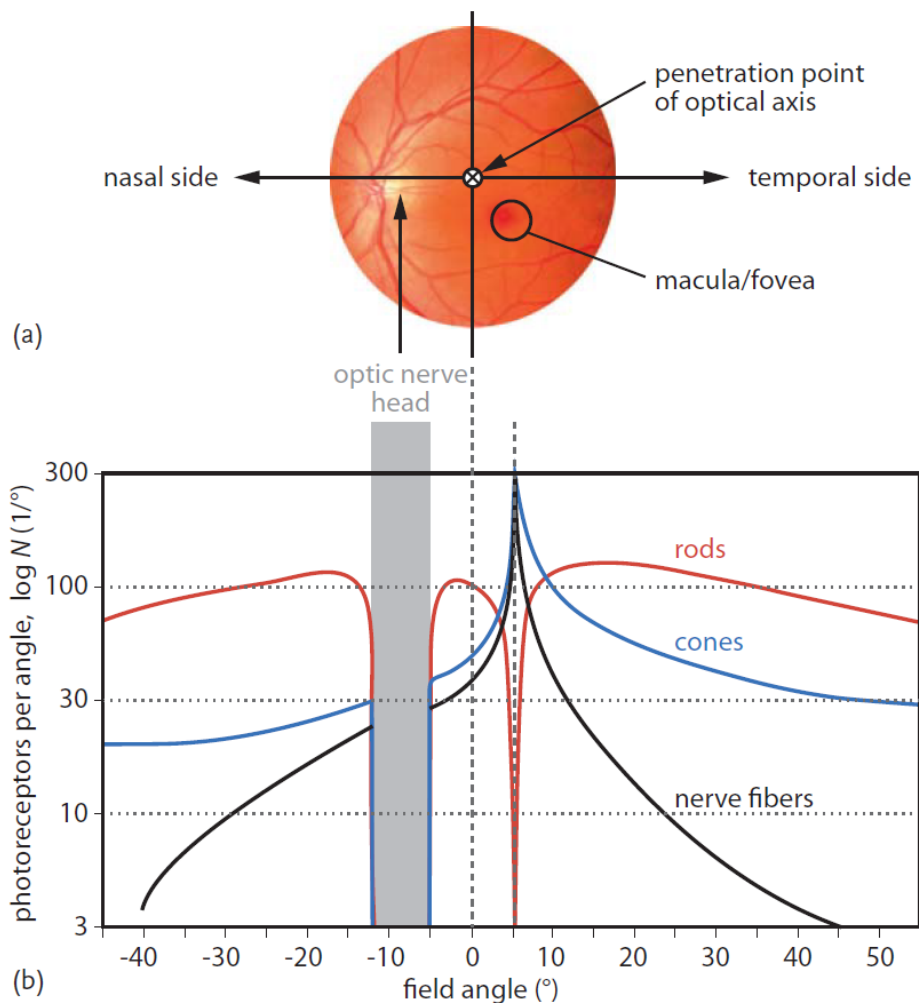 penetration point
of optical axis
nasal side
temporal side
macula/fovea
(a)
optic nerve
head
photoreceptors per angle, log N (1/°)
300
100
30
10
3
rods
cones
nerve fibers
-40
-30
-20
-10
0
10
20
30
40
50
field angle (°)
(b)